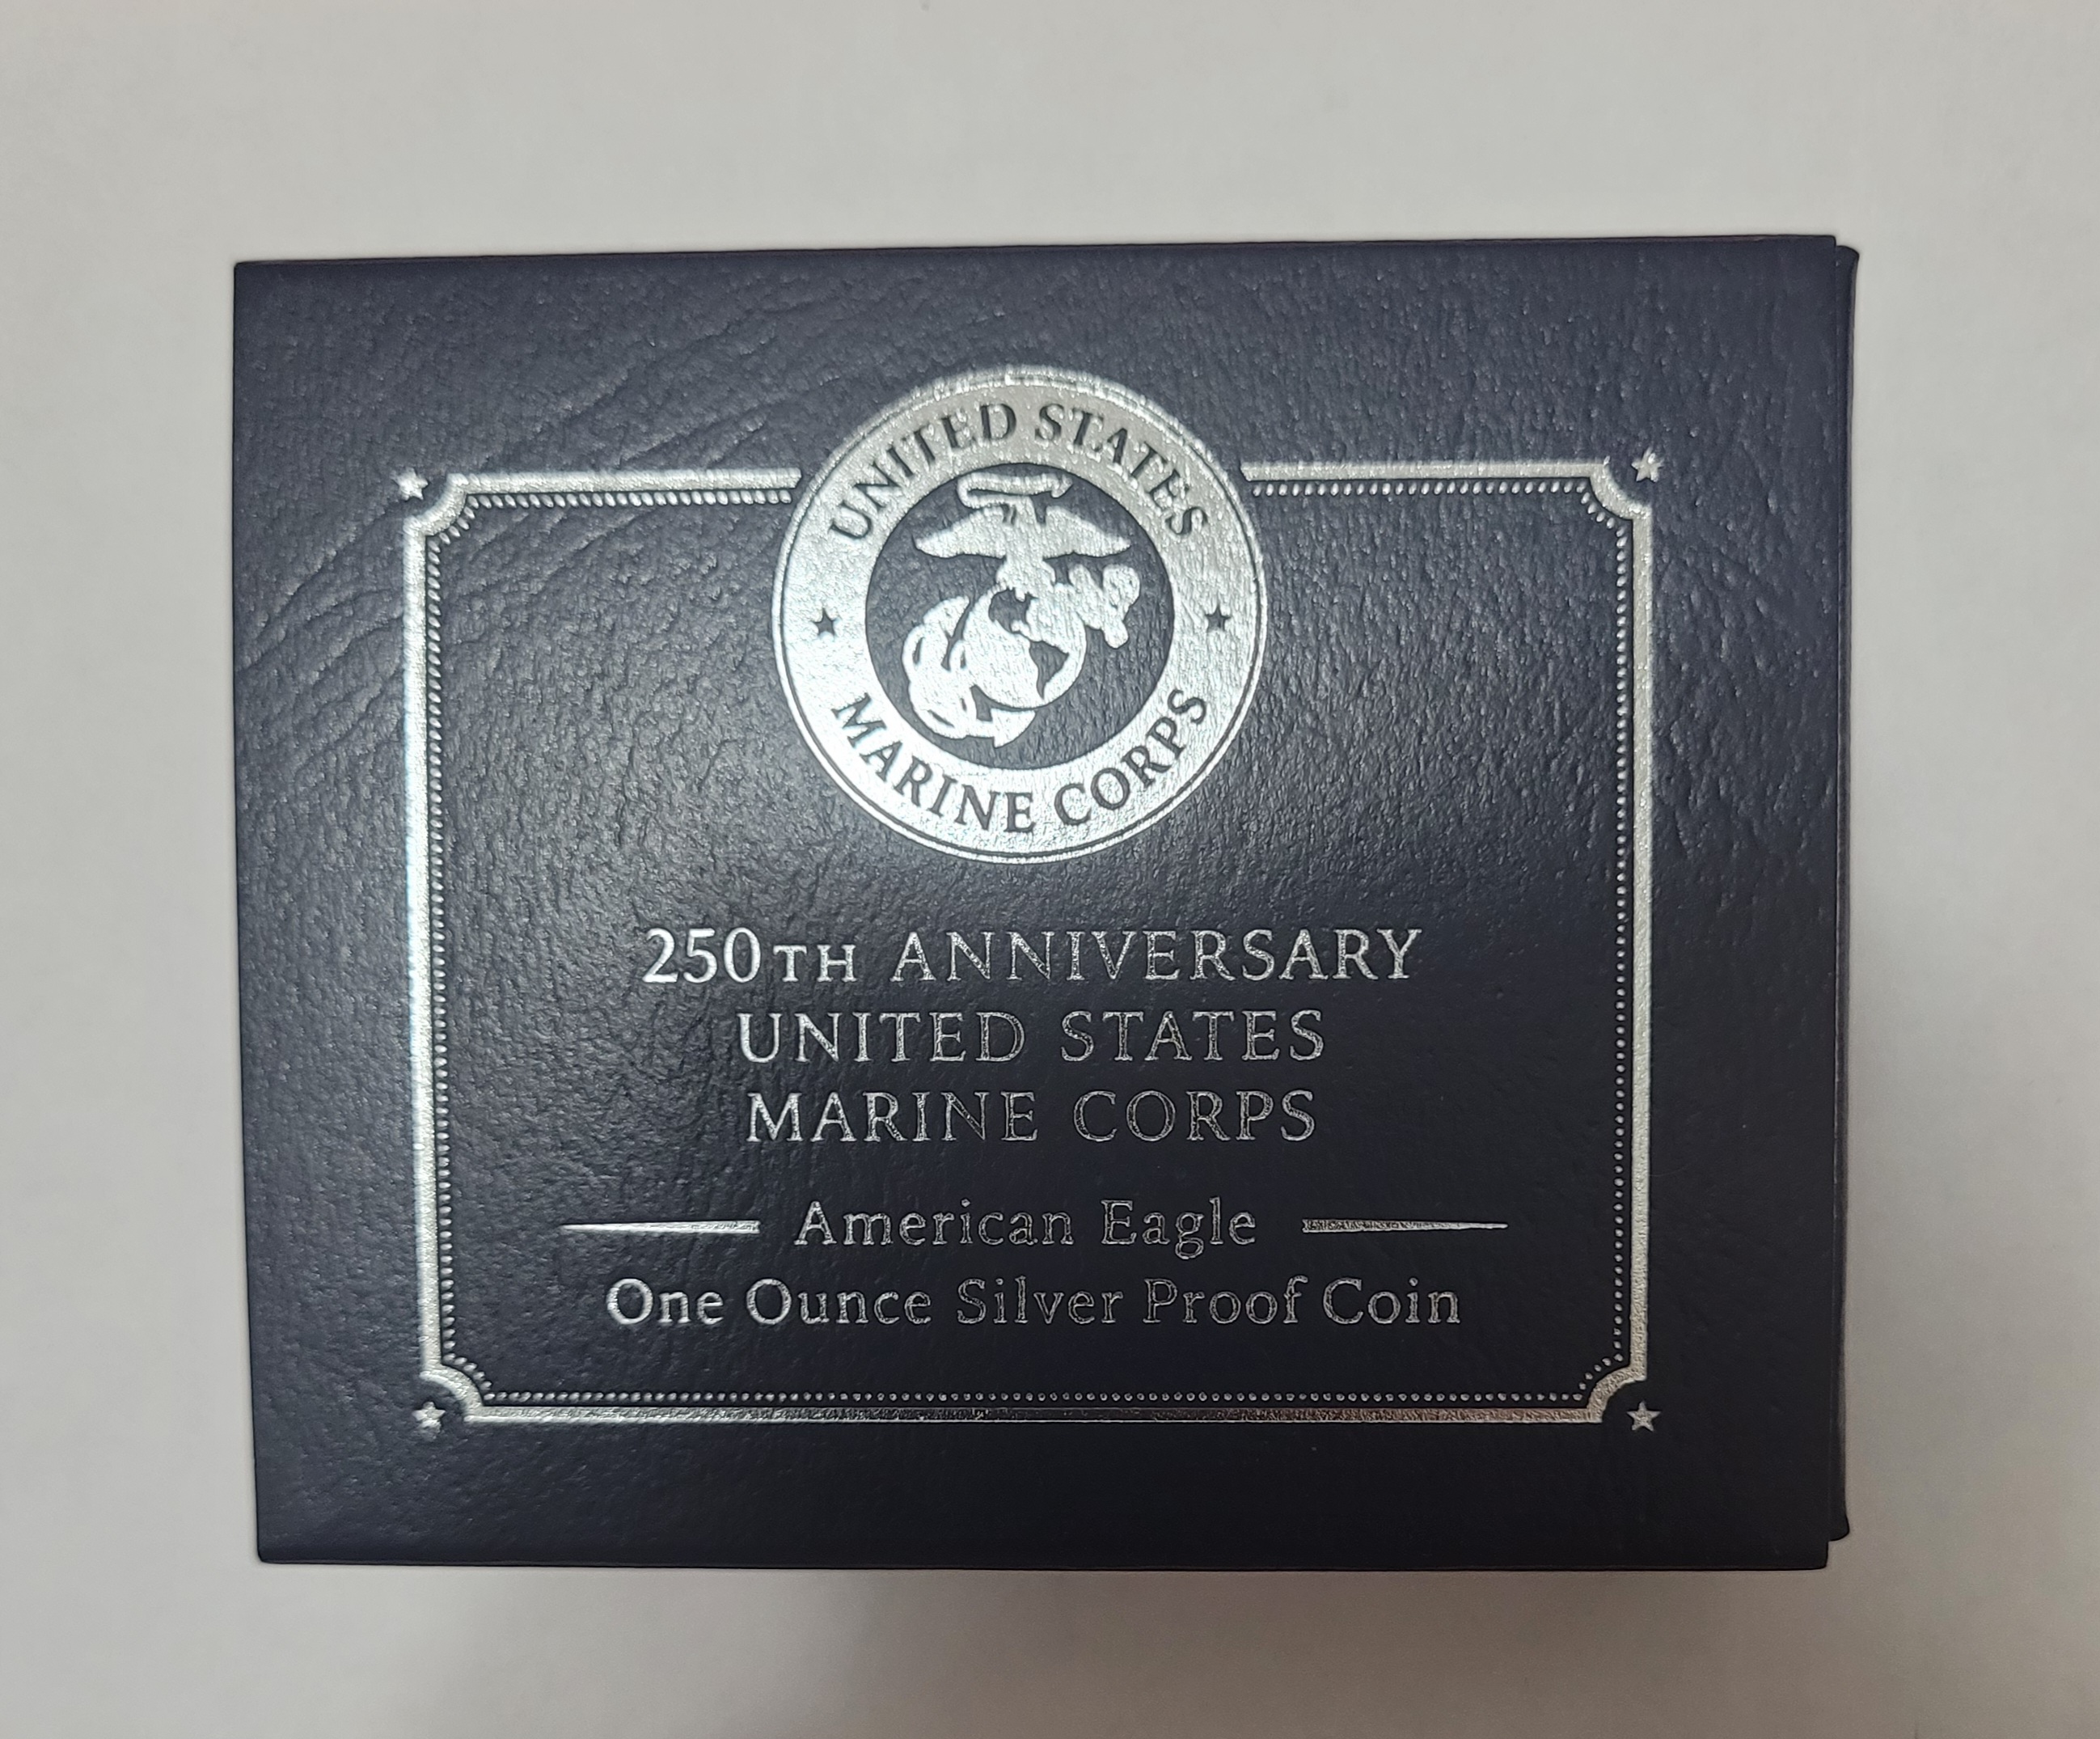 UNITED STATES
MARINE CORPS
250TH ANNIVERSARY
UNITED STATES
MARINE CORPS
American Eagle
One Ounce Silver Proof Coin